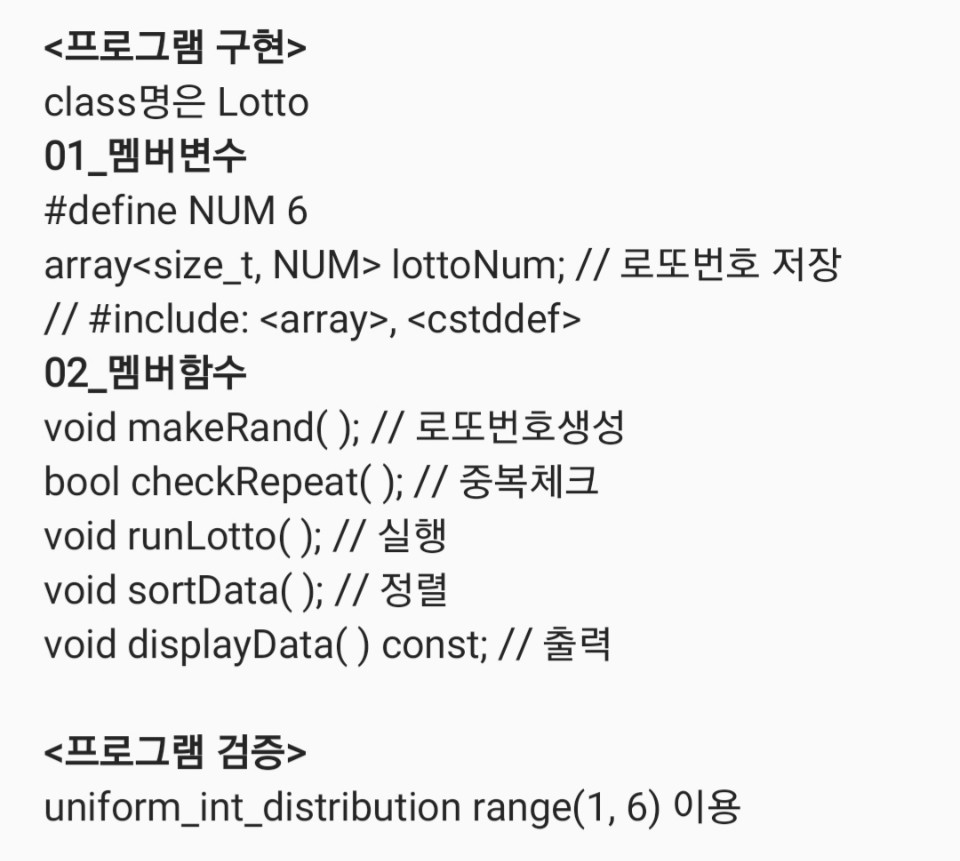 <프로그램 구현>
class명은 Lotto
01_멤버변수
#define NUM 6
array<size_t, NUM> lottoNum; // 로또번호 저장
// #include: <array>, <cstddef>
02_멤버함수
void makeRand( ); // 로또번호생성
bool checkRepeat( ); // 중복체크
void runLotto( ); // 실행
void sortData( ); // 정렬
void displayData( ) const; // 출력
<프로그램 검증>
uniform_int_distribution range(1, 6) 이용